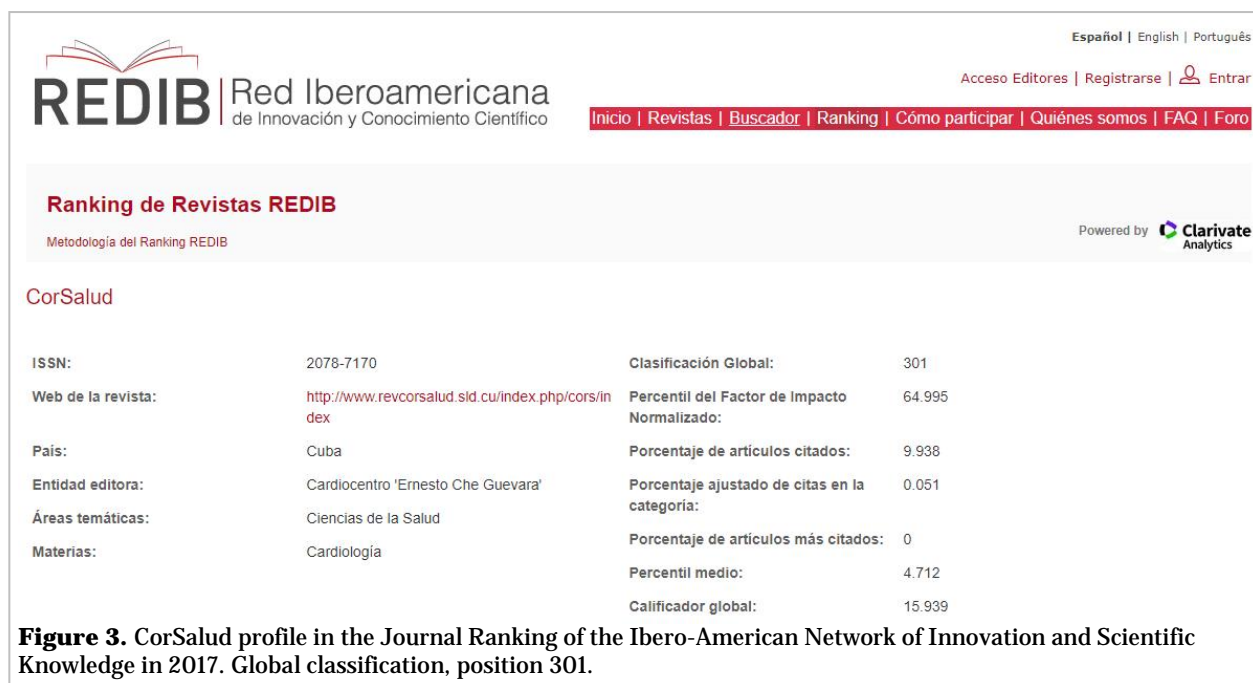 Español | English | Português
REDIB
Red Iberoamericana
de Innovación y Conocimiento Científico
Acceso Editores | Registrarse | Entrar
Inicio | Revistas | Buscador | Ranking | Cómo participar | Quiénes somos | FAQ | Foro
Ranking de Revistas REDIB
Metodología del Ranking REDIB
Powered by Clarivate
Analytics
CorSalud
ISSN: 2078-7170
Web de la revista: http://www.revcorsalud.sld.cu/index.php/cors/in
dex
País: Cuba
Entidad editora: Cardiocentro 'Ernesto Che Guevara'
Áreas temáticas: Ciencias de la Salud
Materias: Cardiología
Clasificación Global: 301
Percentil del Factor de Impacto 64.995
Normalizado:
Porcentaje de artículos citados: 9.938
Porcentaje ajustado de citas en la 0.051
categoría:
Porcentaje de artículos más citados: 0
Percentil medio: 4.712
Calificador global: 15.939
Figure 3. CorSalud profile in the Journal Ranking of the Ibero-American Network of Innovation and Scientific
Knowledge in 2017. Global classification, position 301.